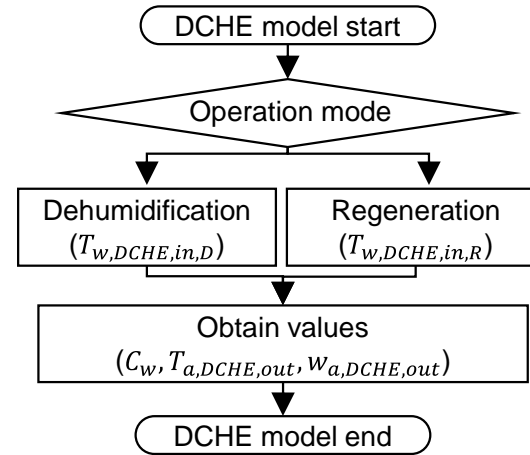 DCHE model start
Operation mode
Dehumidification
(T_{w,DCHE,in,D})
Regeneration
(T_{w,DCHE,in,R})
Obtain values
(C_w, T_{a,DCHE,out}, w_{a,DCHE,out})
DCHE model end